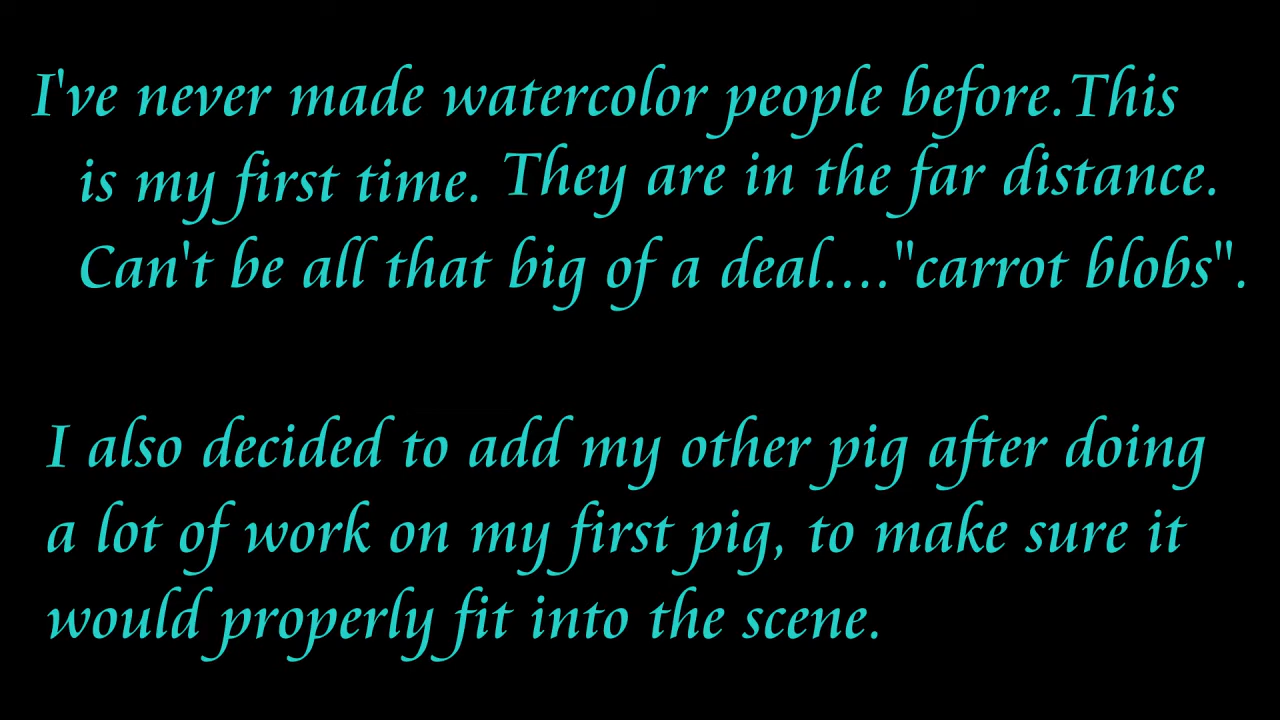 I've never made watercolor people before.This
is my first time. They are in the far distance.
Can't be all that big of a deal...."carrot blobs".
I also decided to add my other pig after doing
a lot of work on my first pig, to make sure it
would properly fit into the scene.